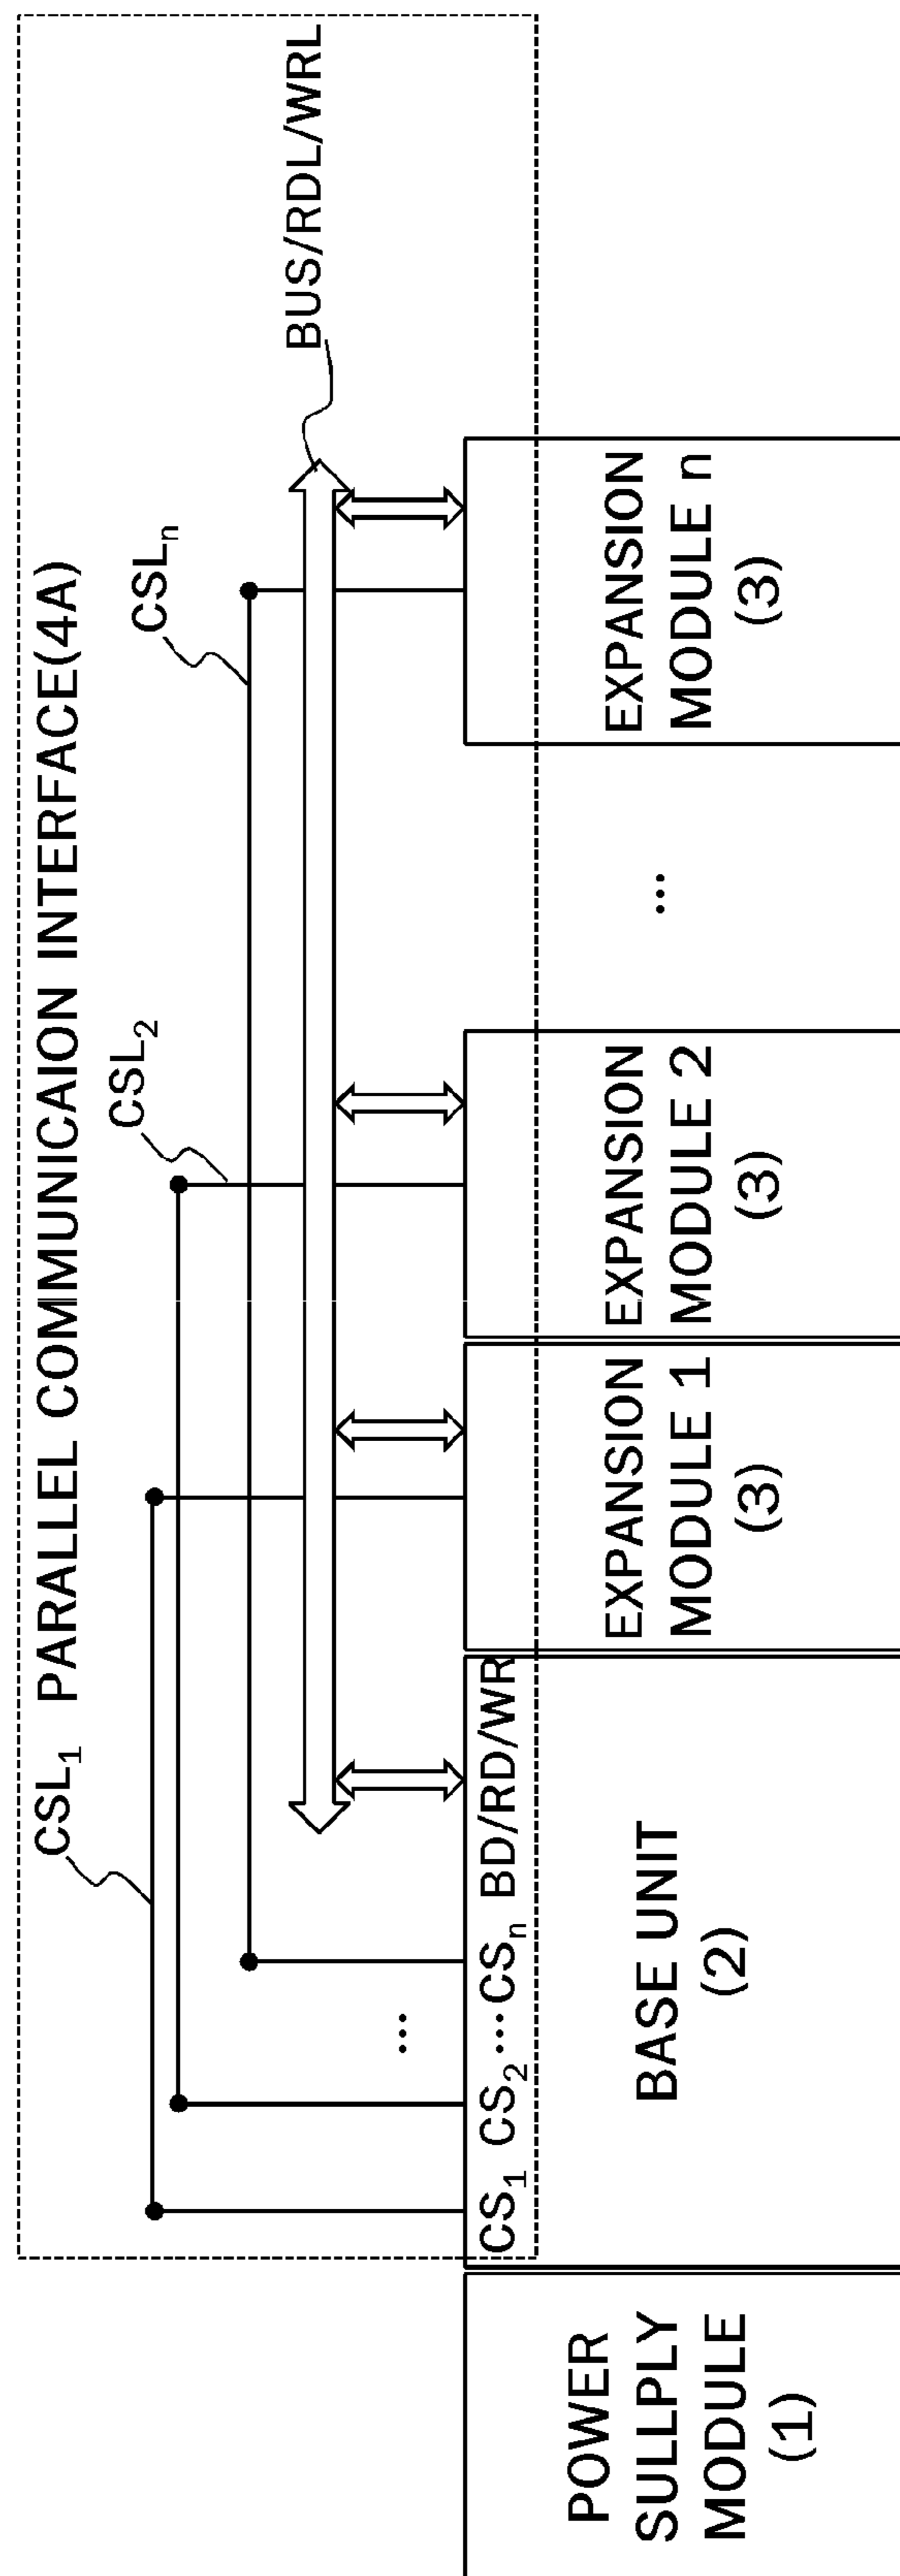 PARALLEL COMMUNICAION INTERFACE(4A)
CSL1
CSL2
CSLn
BUS/RDL/WRL
...
CS1 CS2 ...CSn BD/RD/WR
POWER
SULLPLY
MODULE
(1)
BASE UNIT
(2)
EXPANSION
MODULE 1
(3)
EXPANSION
MODULE 2
(3)
...
EXPANSION
MODULE n
(3)